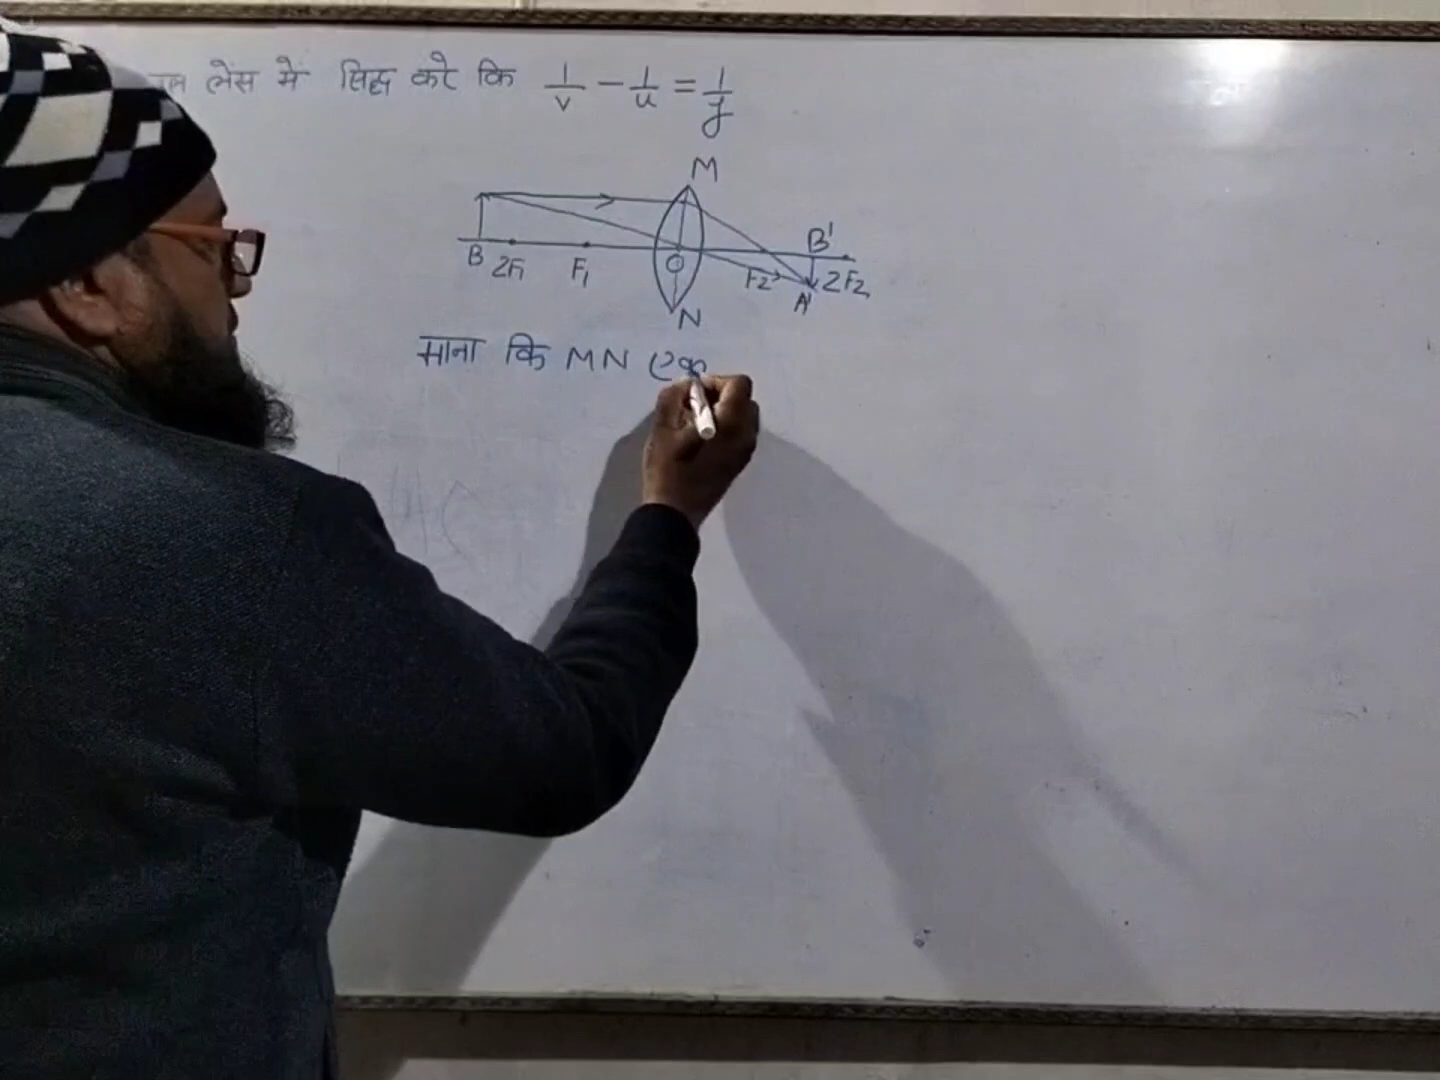 लेंस में सिद्ध करो कि 1/v - 1/u = 1/f
M
B 2F₁ F₁ O F₂ B' A' 2F₂
N
माना कि MN एक